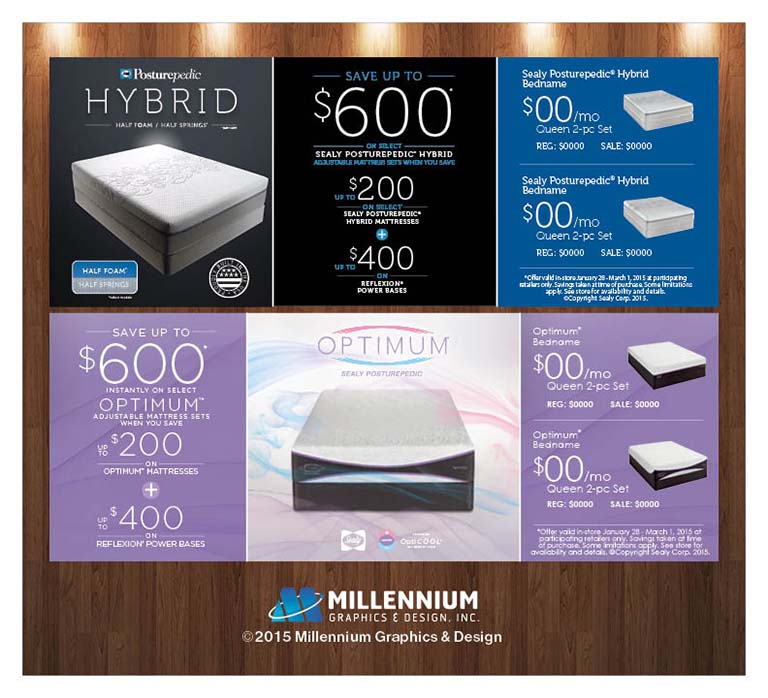 Posturepedic
HYBRID
HALF FOAM / HALF SPRINGS*
HALF FOAM*
HALF SPRINGS
SAVE UP TO
$600*
ON SELECT
SEALY POSTUREPEDIC® HYBRID
ADJUSTABLE MATTRESS SETS WHEN YOU SAVE
UP TO $200
ON SELECT
SEALY POSTUREPEDIC®
HYBRID MATTRESSES
+
UP TO $400
ON
REFLEXION®
POWER BASES
Sealy Posturepedic® Hybrid
Bedname
$00/mo
Queen 2-pc Set
REG: $0000 SALE: $0000
Sealy Posturepedic® Hybrid
Bedname
$00/mo
Queen 2-pc Set
REG: $0000 SALE: $0000
*Offer valid in-store January 28 - March 1, 2015 at participating
retailers only. Savings taken at time of purchase. Some limitations
apply. See store for availability and details.
©Copyright Sealy Corp. 2015.
SAVE UP TO
$600*
INSTANTLY ON SELECT
OPTIMUM™
ADJUSTABLE MATTRESS SETS
WHEN YOU SAVE
UP TO $200
ON
OPTIMUM™ MATTRESSES
+
UP TO $400
ON
REFLEXION® POWER BASES
OPTIMUM
SEALY POSTUREPEDIC
Sealy
OptiCOOL
Optimum™
Bedname
$00/mo
Queen 2-pc Set
REG: $0000 SALE: $0000
Optimum™
Bedname
$00/mo
Queen 2-pc Set
REG: $0000 SALE: $0000
*Offer valid in-store January 28 - March 1, 2015 at
participating retailers only. Savings taken at time
of purchase. Some limitations apply. See store for
availability and details. ©Copyright Sealy Corp. 2015.
MILLENNIUM
GRAPHICS & DESIGN, INC.
©2015 Millennium Graphics & Design